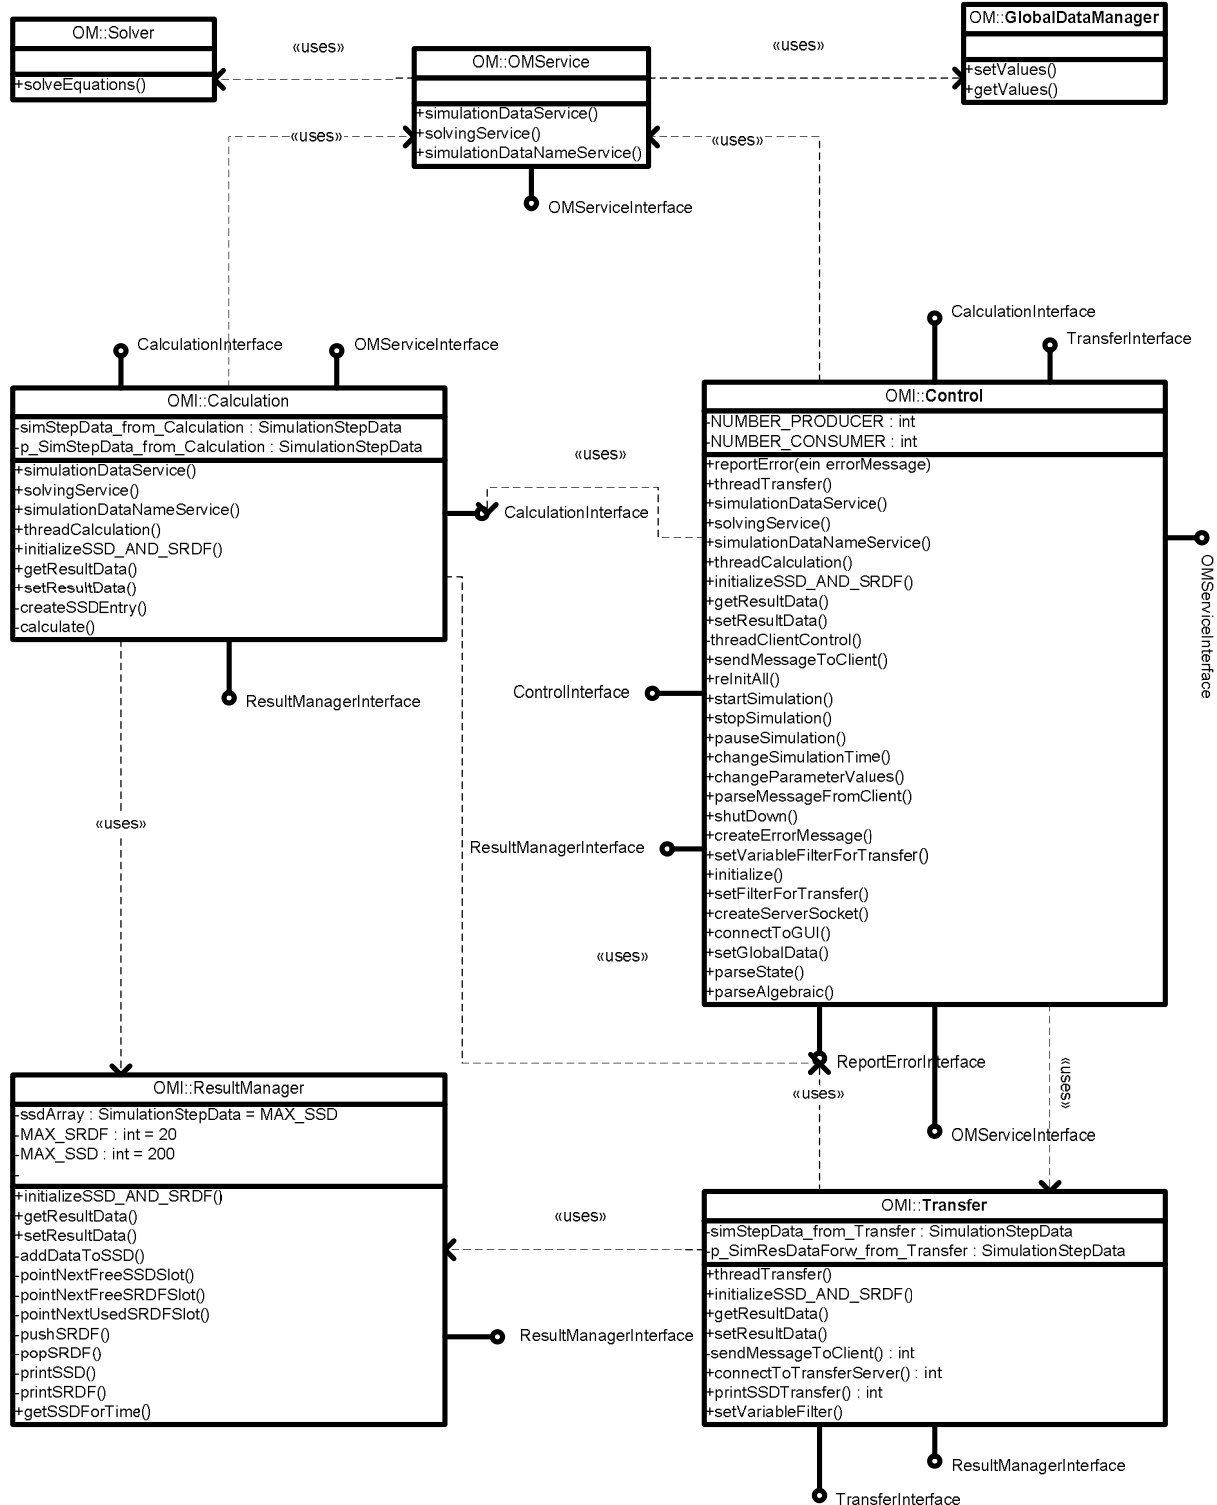 OM::Solver
+solveEquations()
«uses»
OM::OMService
+simulationDataService()
+solvingService()
+simulationDataNameService()
OMServiceInterface
«uses»
OM::GlobalDataManager
+setValues()
+getValues()
«uses»
«uses»
CalculationInterface
OMServiceInterface
OMI::Calculation
-simStepData_from_Calculation : SimulationStepData
-p_SimStepData_from_Calculation : SimulationStepData
+simulationDataService()
+solvingService()
+simulationDataNameService()
+threadCalculation()
+initializeSSD_AND_SRDF()
+getResultData()
+setResultData()
-createSSDEntry()
-calculate()
CalculationInterface
ResultManagerInterface
«uses»
«uses»
CalculationInterface
TransferInterface
OMI::Control
-NUMBER_PRODUCER : int
-NUMBER_CONSUMER : int
+reportError(ein errorMessage)
+threadTransfer()
+simulationDataService()
+solvingService()
+simulationDataNameService()
+threadCalculation()
+initializeSSD_AND_SRDF()
+getResultData()
+setResultData()
-threadClientControl()
+sendMessageToClient()
+reInitAll()
+startSimulation()
+stopSimulation()
+pauseSimulation()
+changeSimulationTime()
+changeParameterValues()
+parseMessageFromClient()
+shutDown()
+createErrorMessage()
+setVariableFilterForTransfer()
+initialize()
+setFilterForTransfer()
+createServerSocket()
+connectToGUI()
+setGlobalData()
+parseState()
+parseAlgebraic()
OMServiceInterface
ControlInterface
ResultManagerInterface
«uses»
ReportErrorInterface
«uses»
«uses»
OMServiceInterface
OMI::ResultManager
-ssdArray : SimulationStepData = MAX_SSD
-MAX_SRDF : int = 20
-MAX_SSD : int = 200
-
+initializeSSD_AND_SRDF()
+getResultData()
+setResultData()
-addDataToSSD()
-pointNextFreeSSDSlot()
-pointNextFreeSRDFSlot()
-pointNextUsedSRDFSlot()
-pushSRDF()
-popSRDF()
-printSSD()
-printSRDF()
+getSSDForTime()
«uses»
ResultManagerInterface
OMI::Transfer
-simStepData_from_Transfer : SimulationStepData
-p_SimResDataForw_from_Transfer : SimulationStepData
+threadTransfer()
+initializeSSD_AND_SRDF()
+getResultData()
+setResultData()
-sendMessageToClient() : int
+connectToTransferServer() : int
+printSSDTransfer() : int
+setVariableFilter()
ResultManagerInterface
TransferInterface